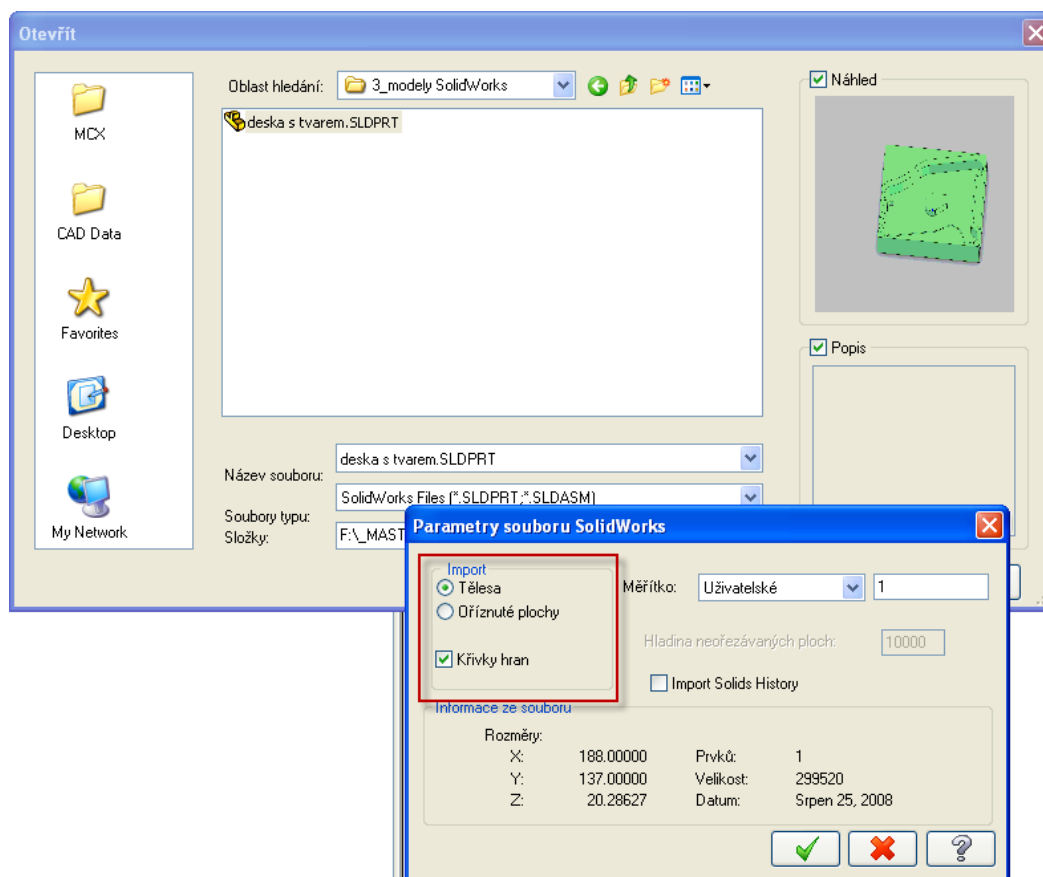 Otevřít
MCX
CAD Data
Favorites
Desktop
My Network
Oblast hledání:
3_modely SolidWorks
deska s tvarem.SLDPRT
Název souboru:
deska s tvarem.SLDPRT
Soubory typu:
SolidWorks Files (*.SLDPRT;*.SLDASM)
Složky:
F:\_MAST
Náhled
Popis
Parametry souboru SolidWorks
Import
Tělesa
Oříznuté plochy
Křivky hran
Měřítko:
Uživatelské
1
Hladina neořezávaných ploch:
10000
Import Solids History
Informace ze souboru
Rozměry:
X: 188.00000 Prvků: 1
Y: 137.00000 Velikost: 299520
Z: 20.28627 Datum: Srpen 25, 2008